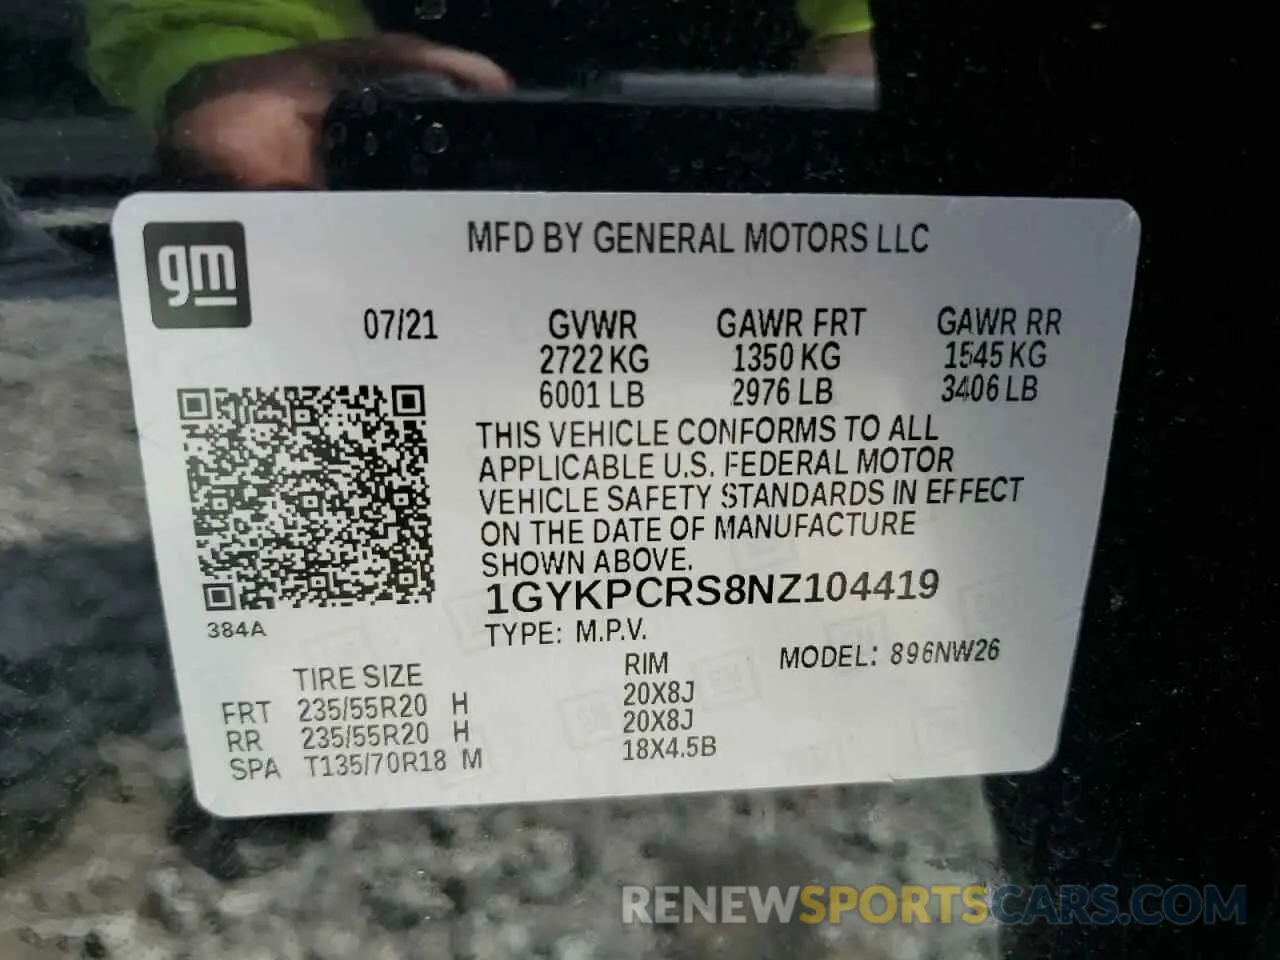 gm
MFD BY GENERAL MOTORS LLC
07/21 GVWR GAWR FRT GAWR RR
2722 KG 1350 KG 1545 KG
6001 LB 2976 LB 3406 LB
THIS VEHICLE CONFORMS TO ALL
APPLICABLE U.S. FEDERAL MOTOR
VEHICLE SAFETY STANDARDS IN EFFECT
ON THE DATE OF MANUFACTURE
SHOWN ABOVE.
1GYKPCRS8NZ104419
384A
TYPE: M.P.V.
TIRE SIZE RIM MODEL: 896NW26
FRT 235/55R20 H 20X8J
RR 235/55R20 H 20X8J
SPA T135/70R18 M 18X4.5B
RENEWSPORTSCARS.COM